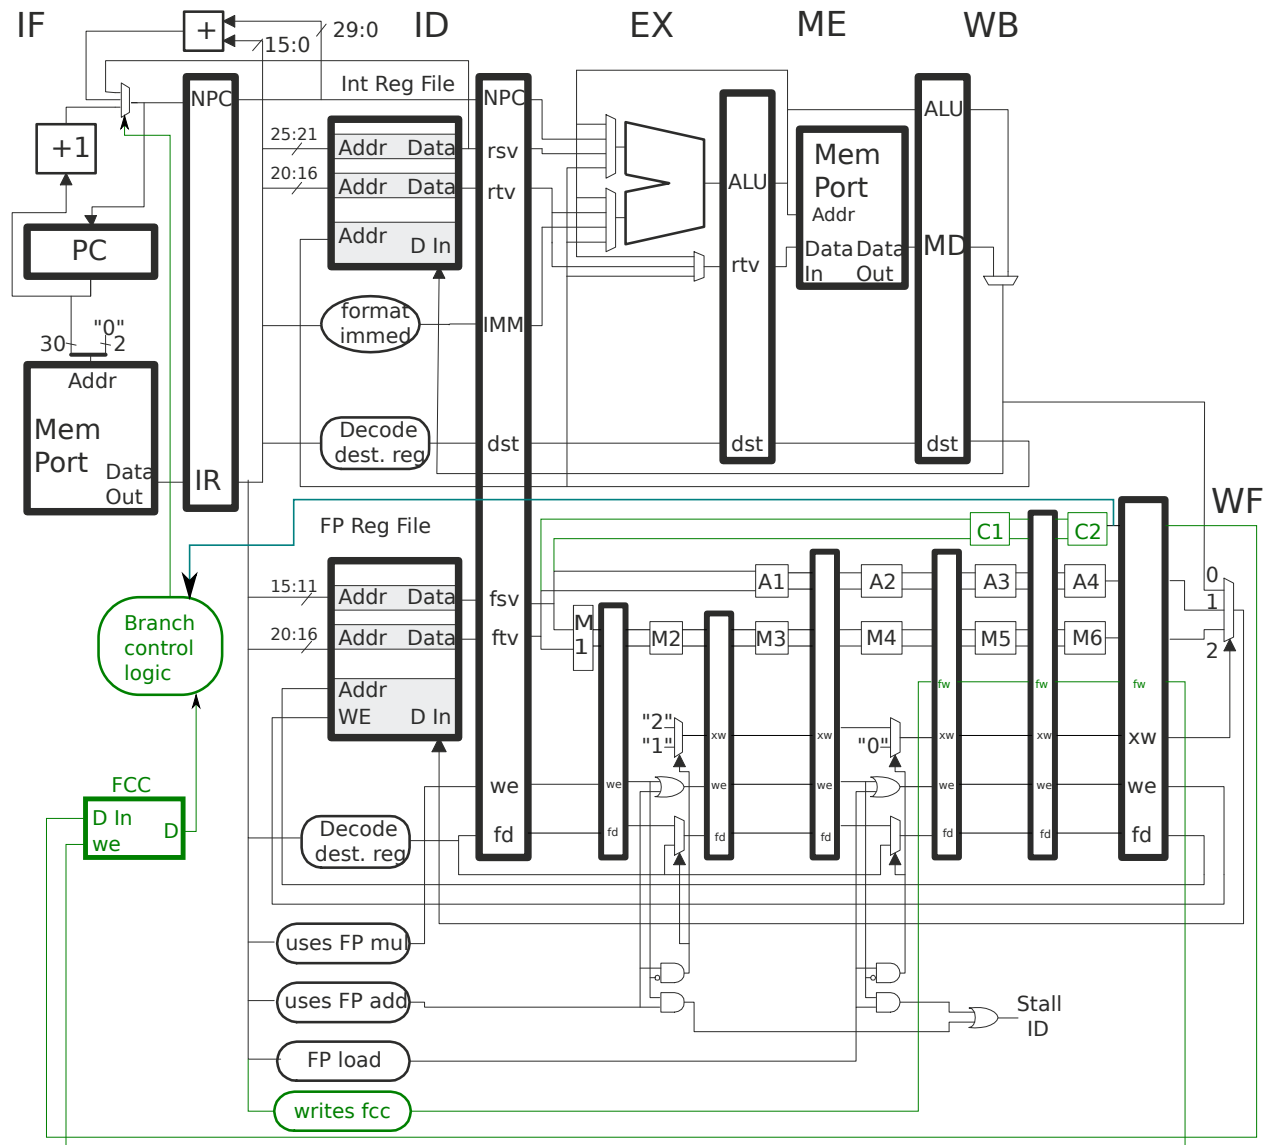 IF
ID
EX
ME
WB
+
29:0
15:0
Int Reg File
NPC
NPC
+1
25:21
Addr
Data
rsv
20:16
Addr
Data
rtv
Addr
D In
PC
ALU
Mem
Port
Addr
Data
In
Data
Out
rtv
ALU
MD
format
immed
IMM
30
"0"
2
Addr
Mem
Port
Data
Out
IR
Decode
dest. reg
dst
dst
dst
WF
FP Reg File
C1
C2
15:11
Addr
Data
fsv
20:16
Addr
Data
ftv
Addr
WE
D In
A1
A2
A3
A4
M
1
M2
M3
M4
M5
M6
0
1
2
Branch
control
logic
fw
fw
fw
"2"
"1"
xw
xw
"0"
xw
xw
xw
FCC
D In
we
D
we
we
we
we
we
we
we
Decode
dest. reg
fd
fd
fd
fd
fd
fd
fd
uses FP mul
uses FP add
Stall
ID
FP load
writes fcc